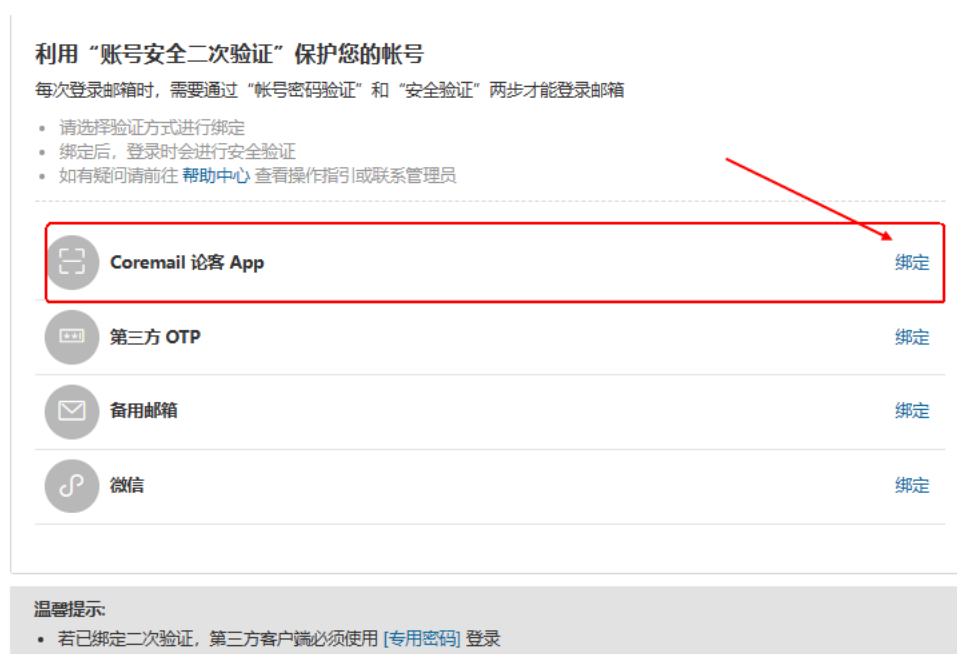 利用“账号安全二次验证”保护您的帐号
每次登录邮箱时，需要通过“帐号密码验证”和“安全验证”两步才能登录邮箱
• 请选择验证方式进行绑定
• 绑定后，登录时会进行安全验证
• 如有疑问请前往 帮助中心 查看操作指引或联系管理员
Coremail 论客 App 绑定
第三方 OTP 绑定
备用邮箱 绑定
微信 绑定
温馨提示:
• 若已绑定二次验证，第三方客户端必须使用 [专用密码] 登录